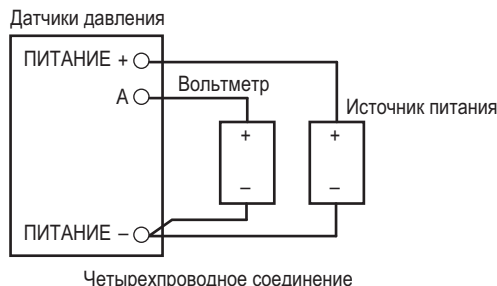 Датчики давления
ПИТАНИЕ +
A
Вольтметр
Источник питания
+
+
–
–
ПИТАНИЕ –
Четырехпроводное соединение